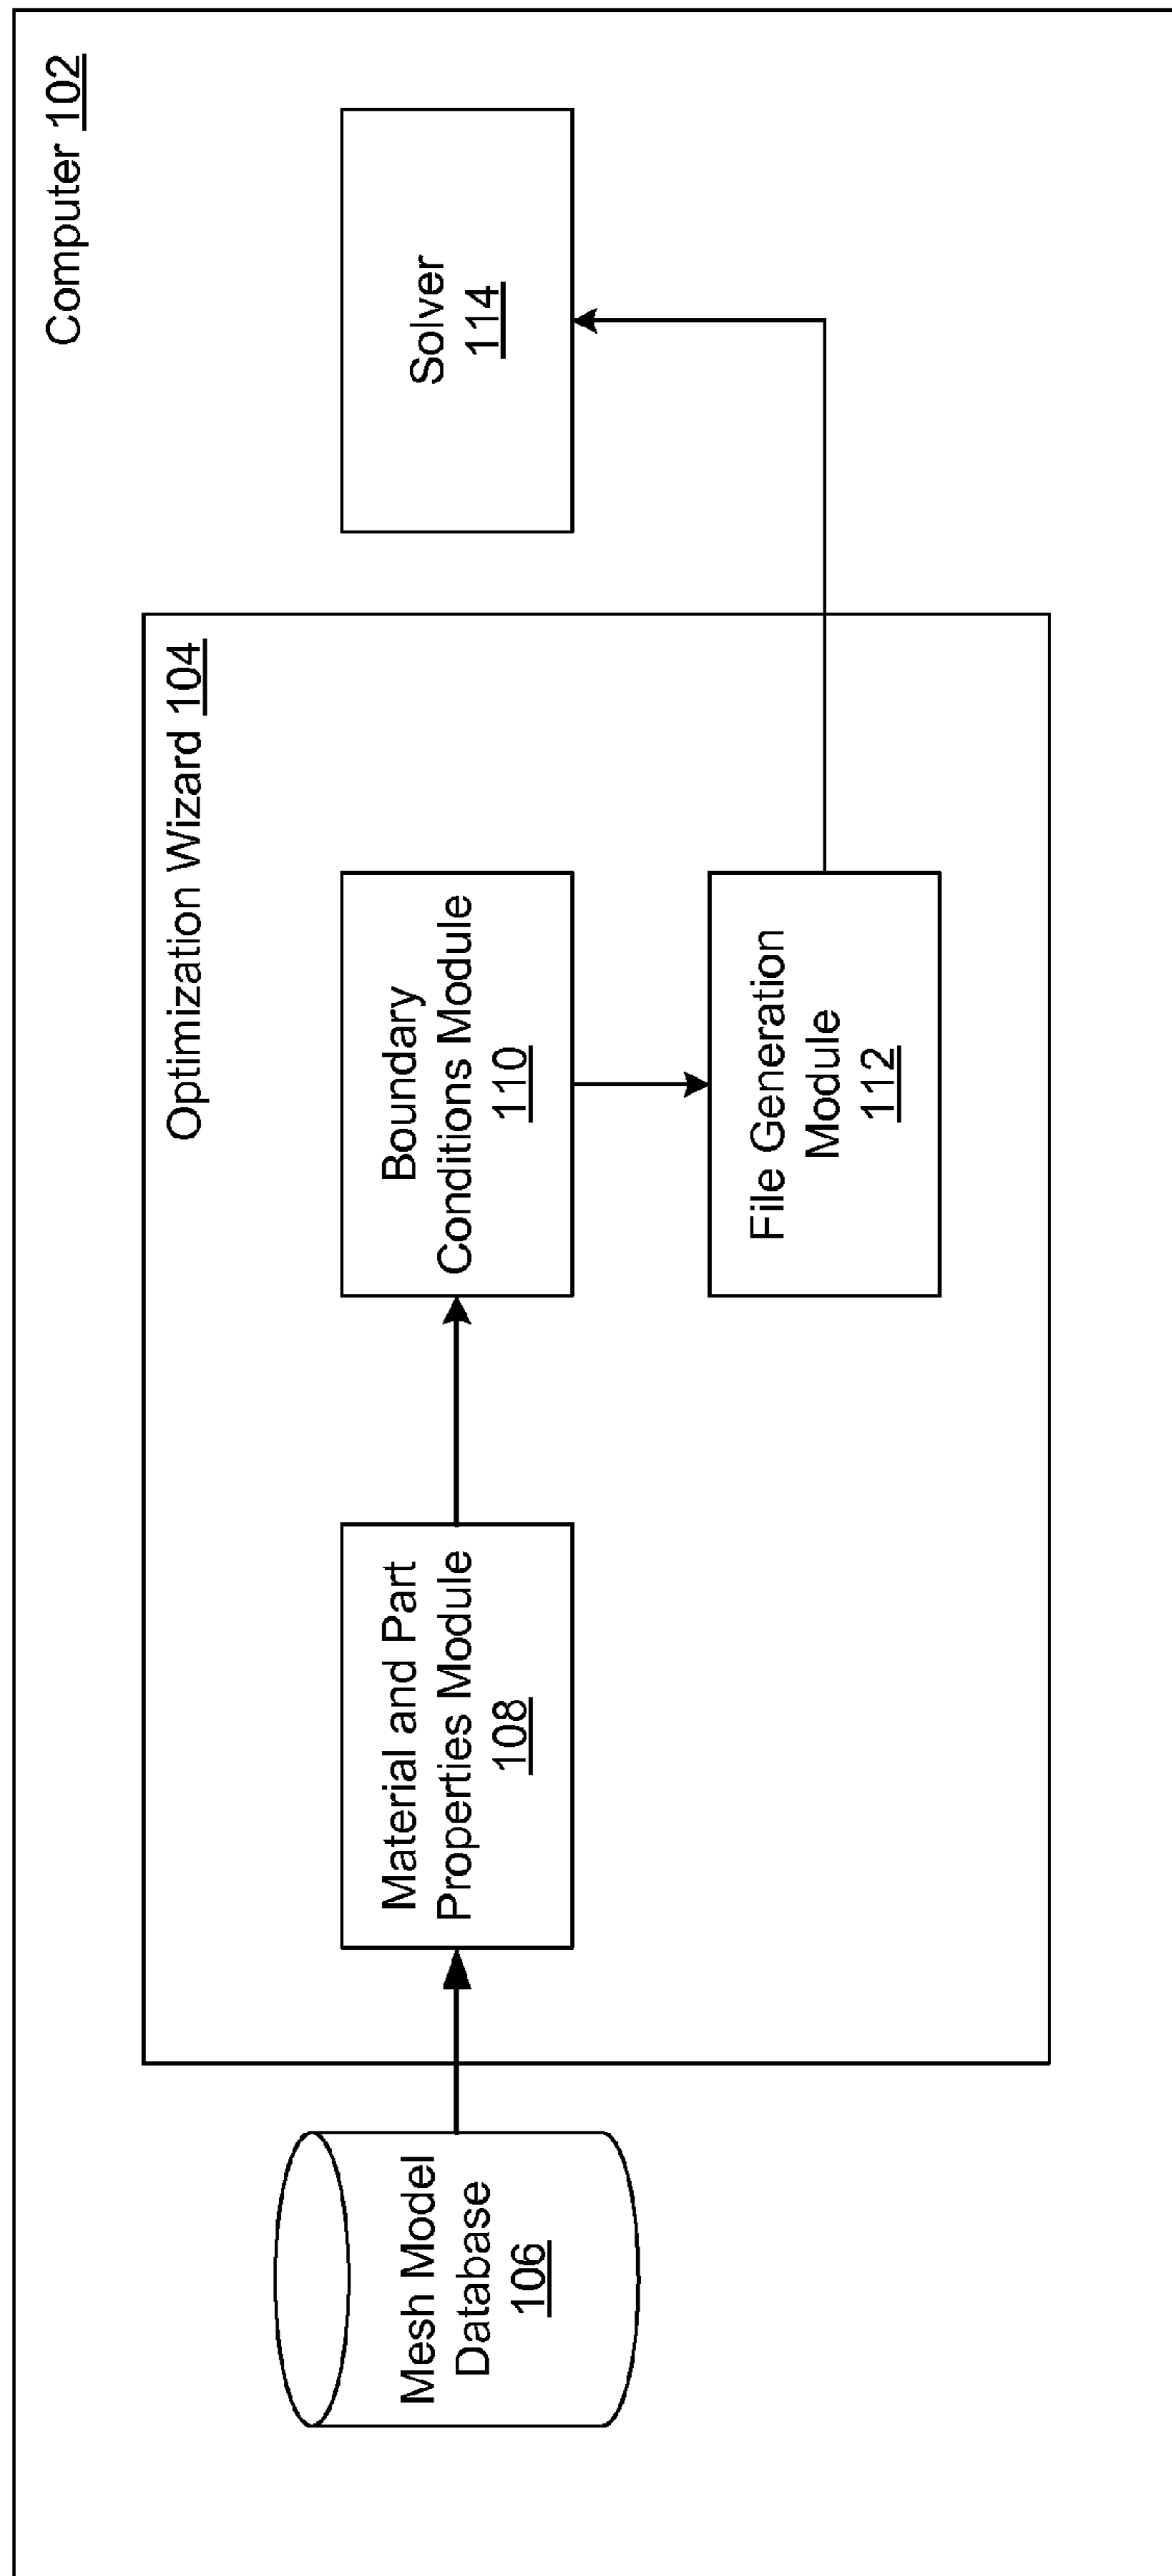 Computer 102
Optimization Wizard 104
Mesh Model
Database
106
Material and Part
Properties Module
108
Boundary
Conditions Module
110
File Generation
Module
112
Solver
114